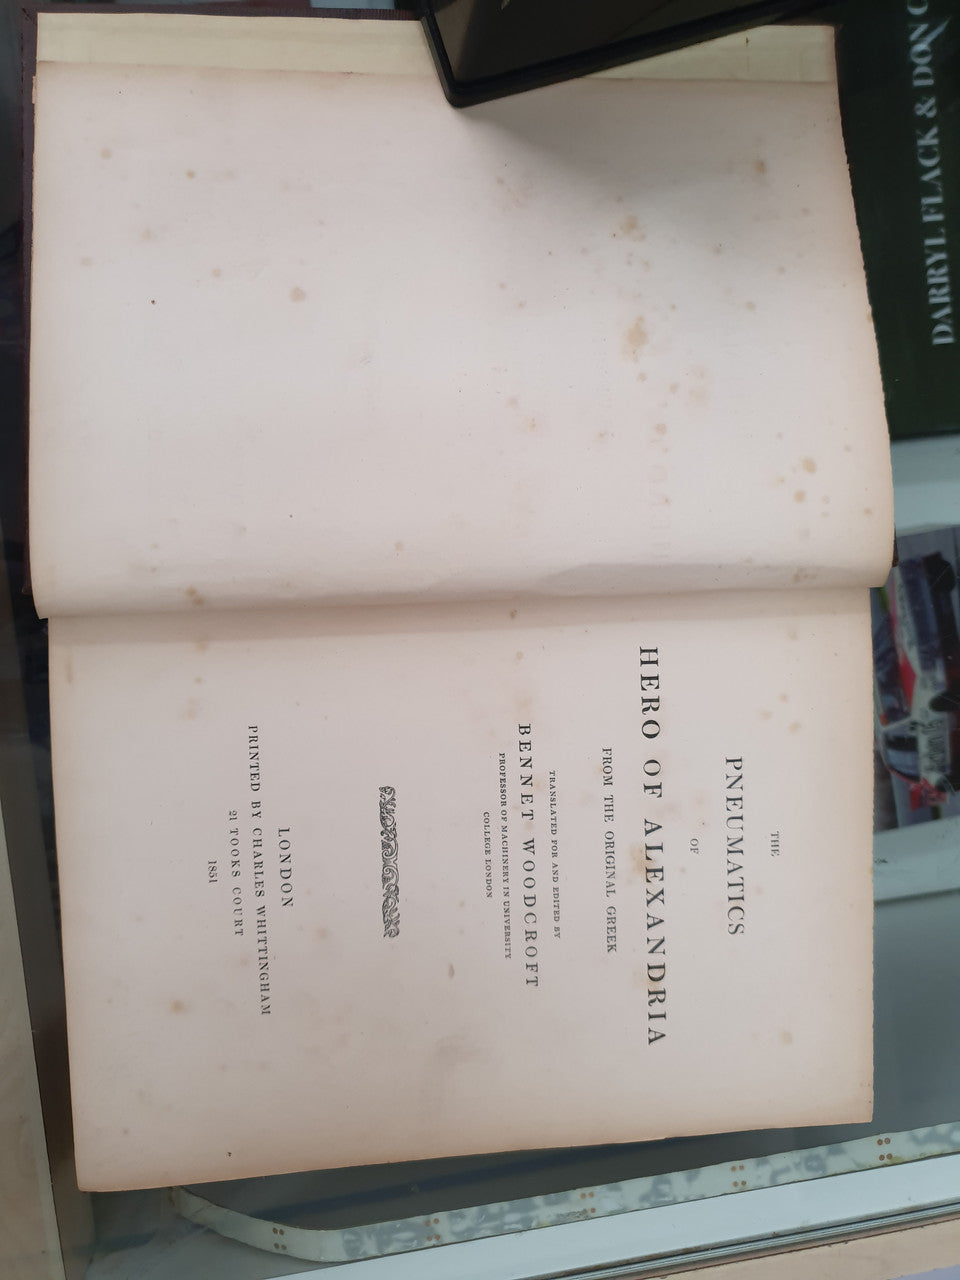 THE
PNEUMATICS
OF
HERO OF ALEXANDRIA
FROM THE ORIGINAL GREEK
TRANSLATED FOR AND EDITED BY
BENNET WOODCROFT
PROFESSOR OF MACHINERY IN UNIVERSITY
COLLEGE LONDON
LONDON
PRINTED BY CHARLES WHITTINGHAM
21 TOOKS COURT
1851
DARRYL FLACK & DON